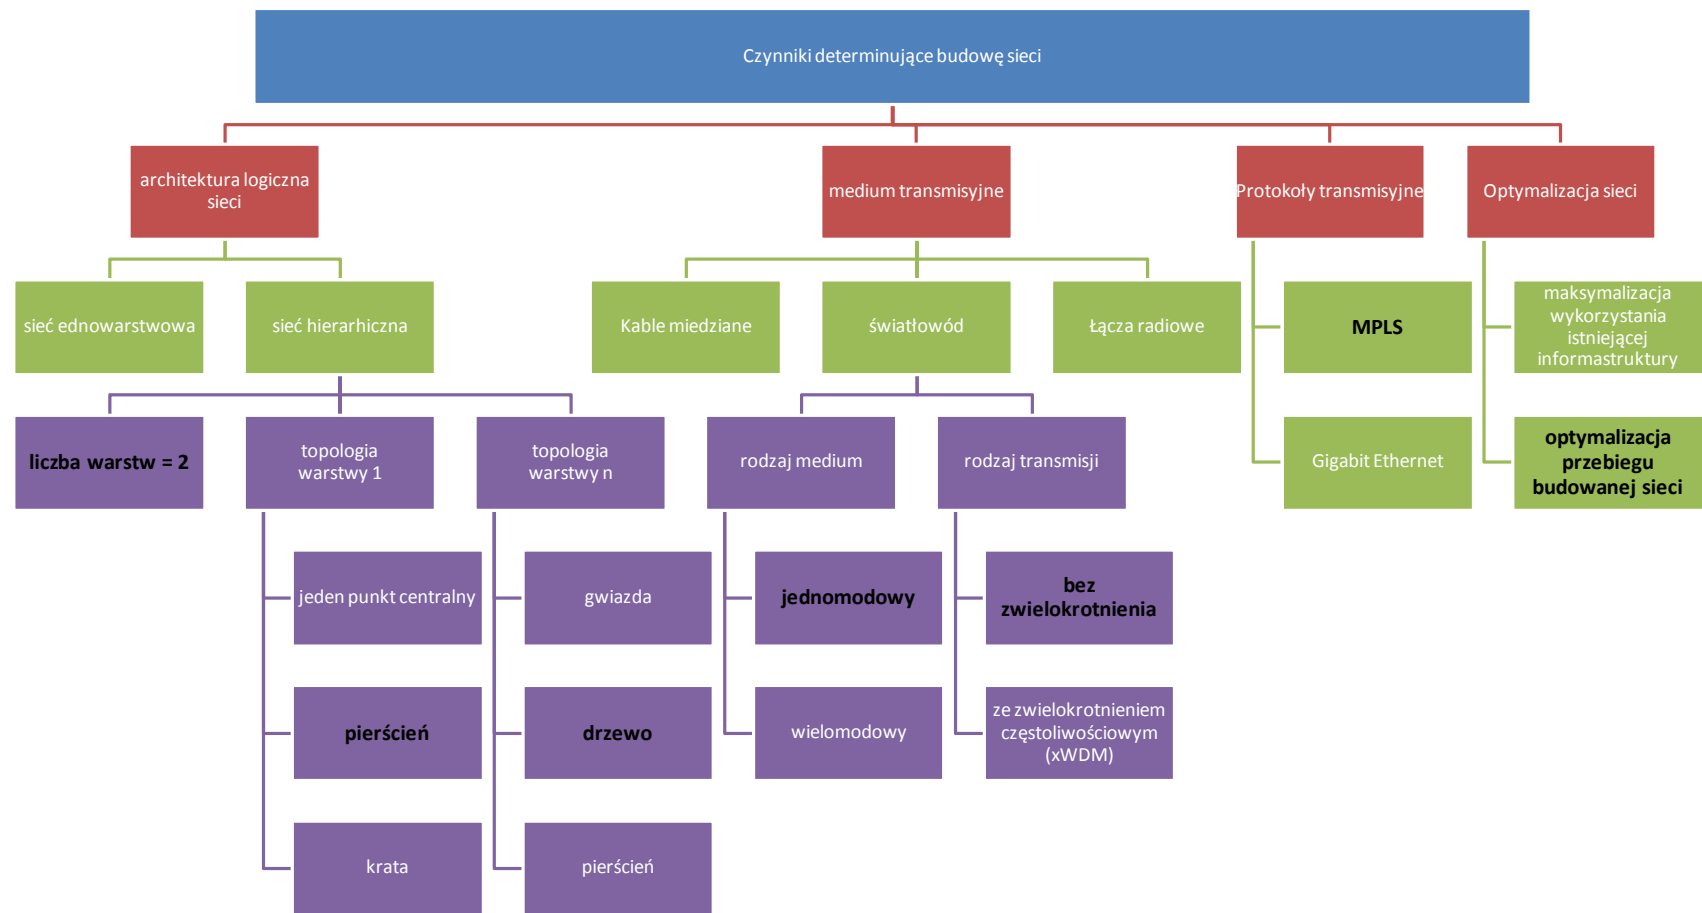 Czynniki determinujące budowę sieci
architektura logiczna
sieci
medium transmisyjne
Protokoły transmisyjne
Optymalizacja sieci
sieć ednowarstwowa
sieć hierarhiczna
Kable miedziane
światłowód
Łącza radiowe
MPLS
maksymalizacja
wykorzystania
istniejącej
informastruktury
liczba warstw = 2
topologia
warstwy 1
topologia
warstwy n
rodzaj medium
rodzaj transmisji
Gigabit Ethernet
optymalizacja
przebiegu
budowanej sieci
jeden punkt centralny
gwiazda
jednomodowy
bez
zwielokrotnienia
pierścień
drzewo
wielomodowy
ze zwielokrotnieniem
częstoliwościowym
(xWDM)
krata
pierścień